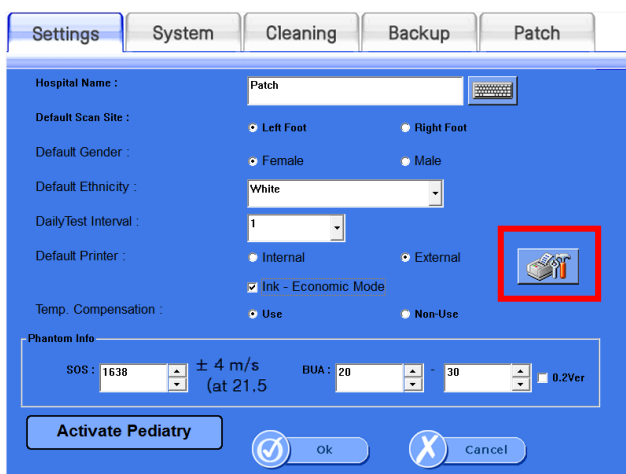 Settings System Cleaning Backup Patch
Hospital Name : Patch
Default Scan Site : Left Foot Right Foot
Default Gender : Female Male
Default Ethnicity : White
DailyTest Interval : 1
Default Printer : Internal External
Ink - Economic Mode
Temp. Compensation : Use Non-Use
Phantom Info
SOS : 1638 ± 4 m/s BUA : 20 - 30 0.2Ver
(at 21.5
Activate Pediatry
Ok Cancel